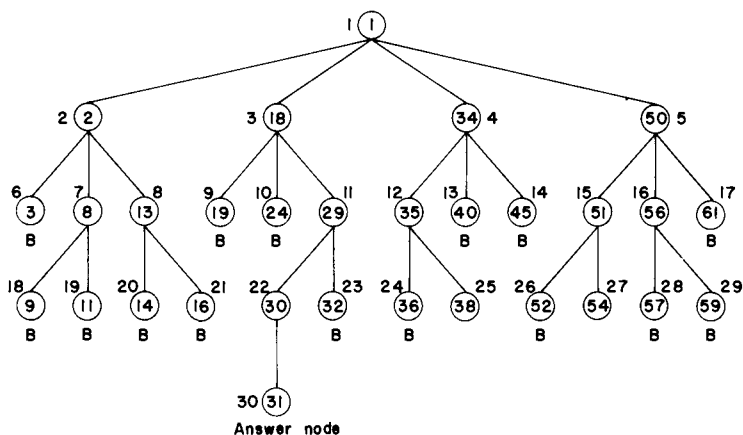 1 1
2 2 3 18 34 4 50 5
6 7 8 9 10 11 12 13 14 15 16 17
3 8 13 19 24 29 35 40 45 51 56 61
B B B B B B B
18 19 20 21 22 23 24 25 26 27 28 29
9 11 14 16 30 32 36 38 52 54 57 59
B B B B B B B B B
30 31
Answer node